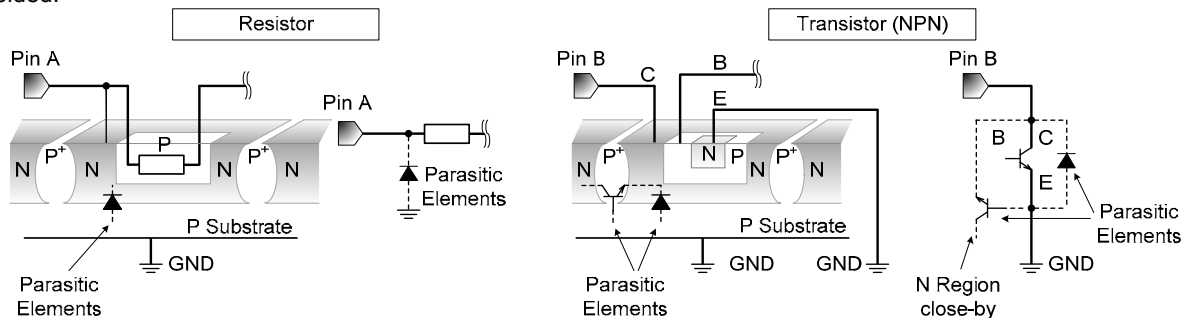 Resistor
Transistor (NPN)
Pin A
Pin A
N
P+
N
P
N
P+
N
Parasitic
Elements
P Substrate
GND
Parasitic
Elements
Pin B
C
B
E
N
P+
N
N
P
N
P+
N
P Substrate
GND
GND
Parasitic
Elements
Pin B
B
C
E
Parasitic
Elements
GND
N Region
close-by